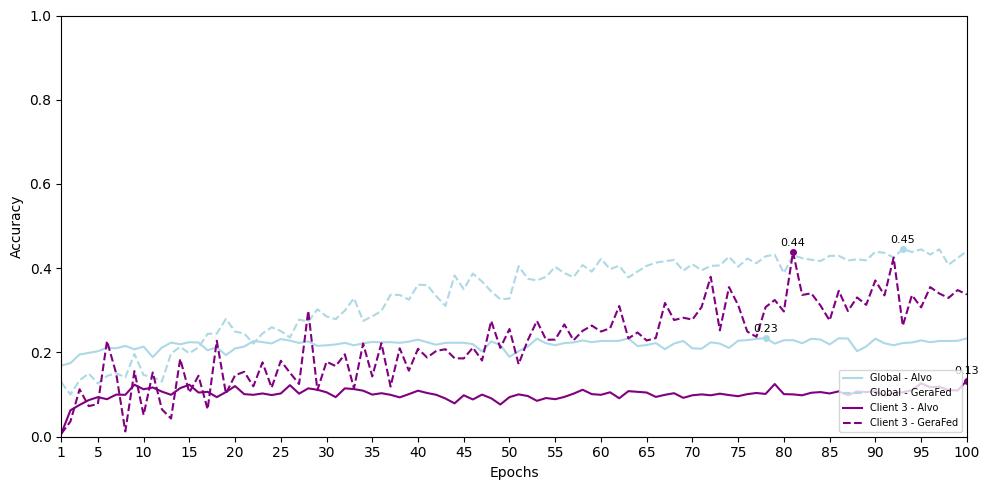 1.0
0.8
0.6
0.4
0.2
0.0
Accuracy
0.44
0.45
0.23
0.13
Global - Alvo
Global - GeraFed
Client 3 - Alvo
Client 3 - GeraFed
1 5 10 15 20 25 30 35 40 45 50 55 60 65 70 75 80 85 90 95 100
Epochs